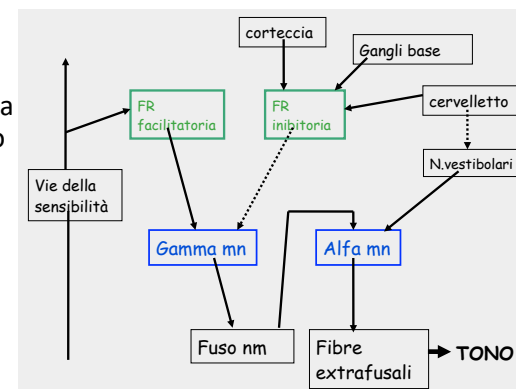 corteccia
Gangli base
a
o
FR
facilitatoria
FR
inibitoria
cervelletto
N.vestibolari
Vie della
sensibilità
Gamma mn
Alfa mn
Fuso nm
Fibre
extrafusali
TONO